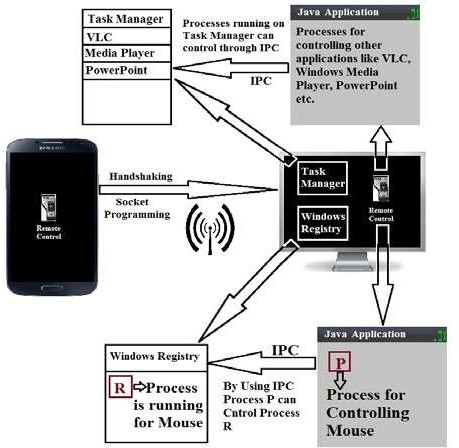 Task Manager
VLC
Media Player
PowerPoint
Processes running on
Task Manager can
control through IPC
IPC
Java Application
Processes for
controlling other
applications like VLC,
Windows Media
Player, PowerPoint
etc.
SAMSUNG
Remote
Control
Handshaking
Socket
Programming
Task
Manager
Windows
Registry
Remote
Control
Windows Registry
R
Process
is running
for Mouse
IPC
By Using IPC
Process P can
Cntrol Process
R
Java Application
P
Process for
Controlling
Mouse